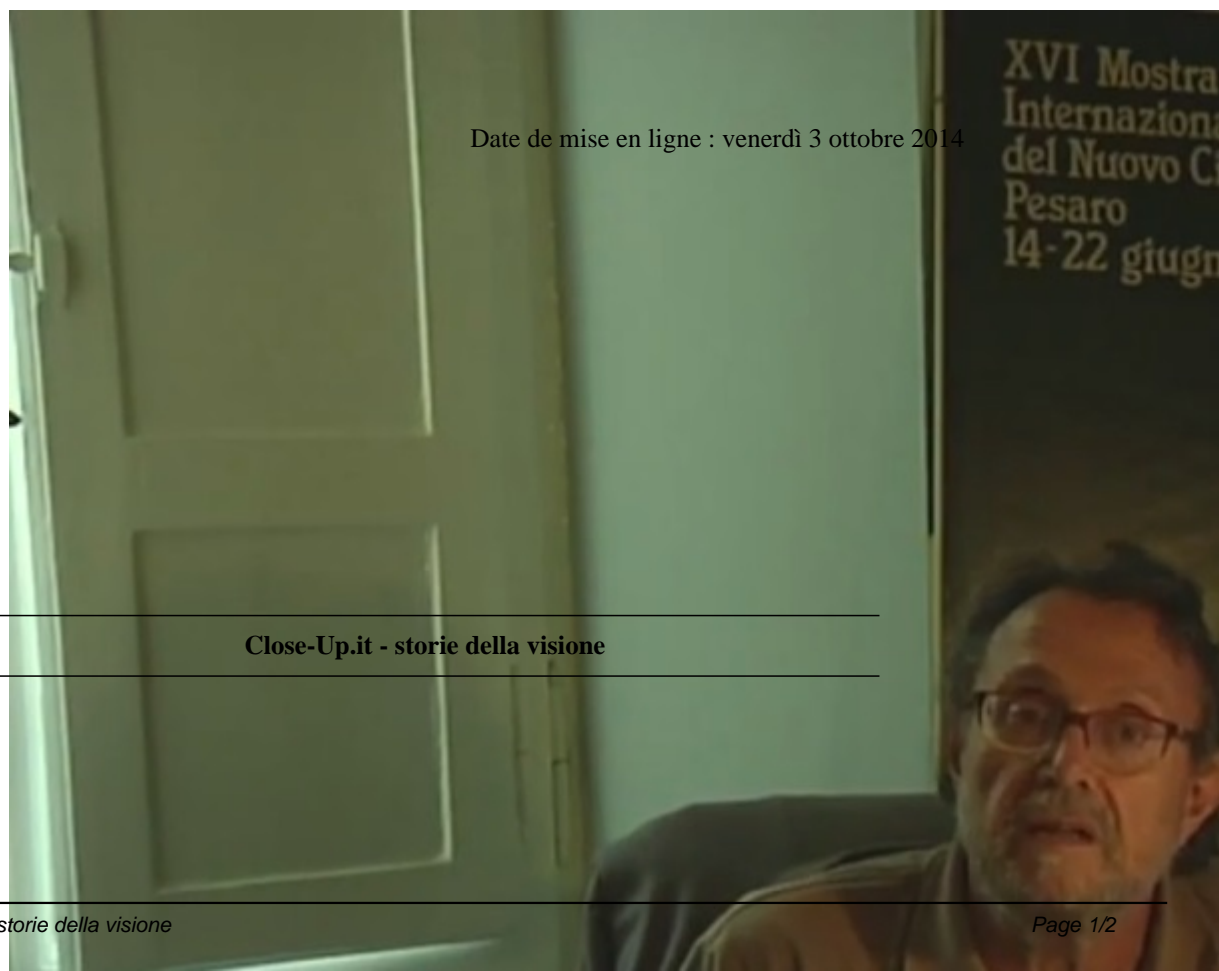 XVI Mostra
Internaziona
del Nuovo Ci
Pesaro
14-22 giugn
Date de mise en ligne : venerdì 3 ottobre 2014
Close-Up.it - storie della visione
storie della visione
Page 1/2